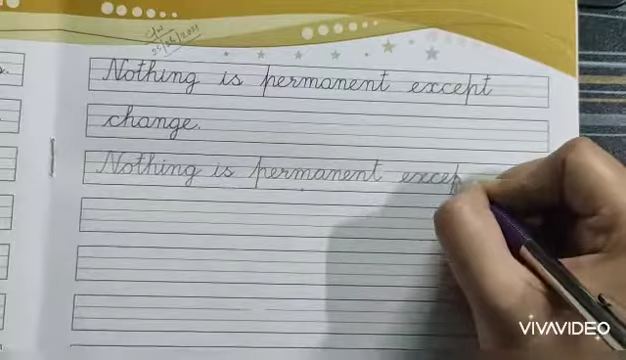 Nothing is permanent except
change.
Nothing is permanent excep
VIVAVIDEO